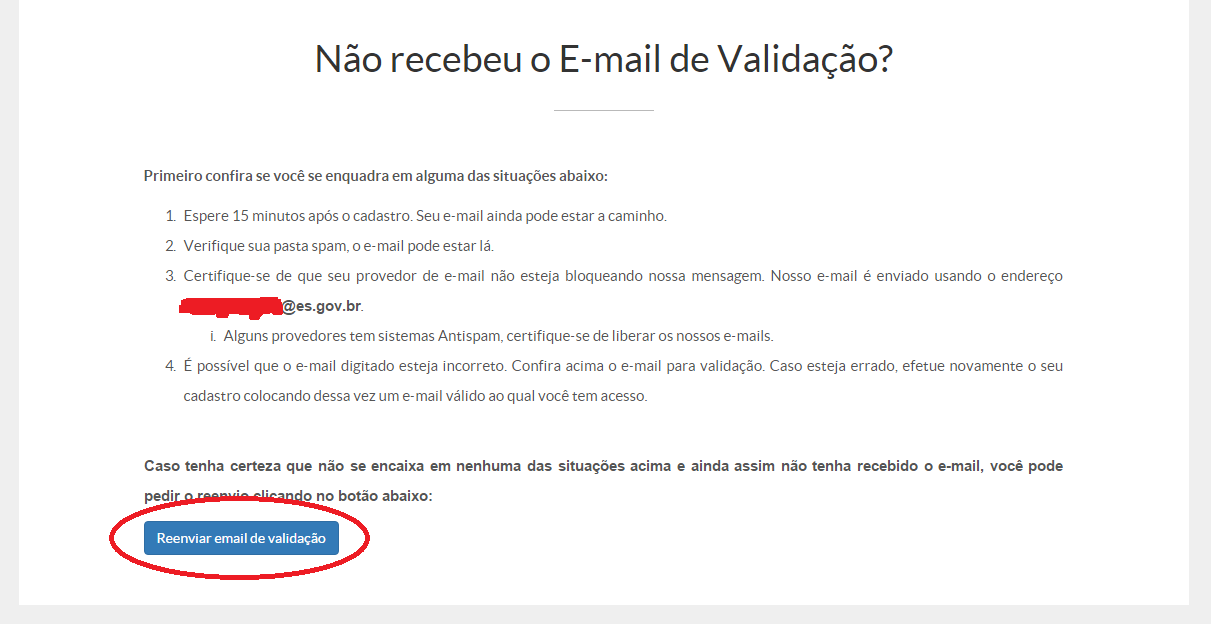 Não recebeu o E-mail de Validação?
Primeiro confira se você se enquadra em alguma das situações abaixo:
1. Espere 15 minutos após o cadastro. Seu e-mail ainda pode estar a caminho.
2. Verifique sua pasta spam, o e-mail pode estar lá.
3. Certifique-se de que seu provedor de e-mail não esteja bloqueando nossa mensagem. Nosso e-mail é enviado usando o endereço
@es.gov.br.
i. Alguns provedores tem sistemas Antispam, certifique-se de liberar os nossos e-mails.
4. É possível que o e-mail digitado esteja incorreto. Confira acima o e-mail para validação. Caso esteja errado, efetue novamente o seu
cadastro colocando dessa vez um e-mail válido ao qual você tem acesso.
Caso tenha certeza que não se encaixa em nenhuma das situações acima e ainda assim não tenha recebido o e-mail, você pode
pedir o reenvio clicando no botão abaixo:
Reenviar email de validação